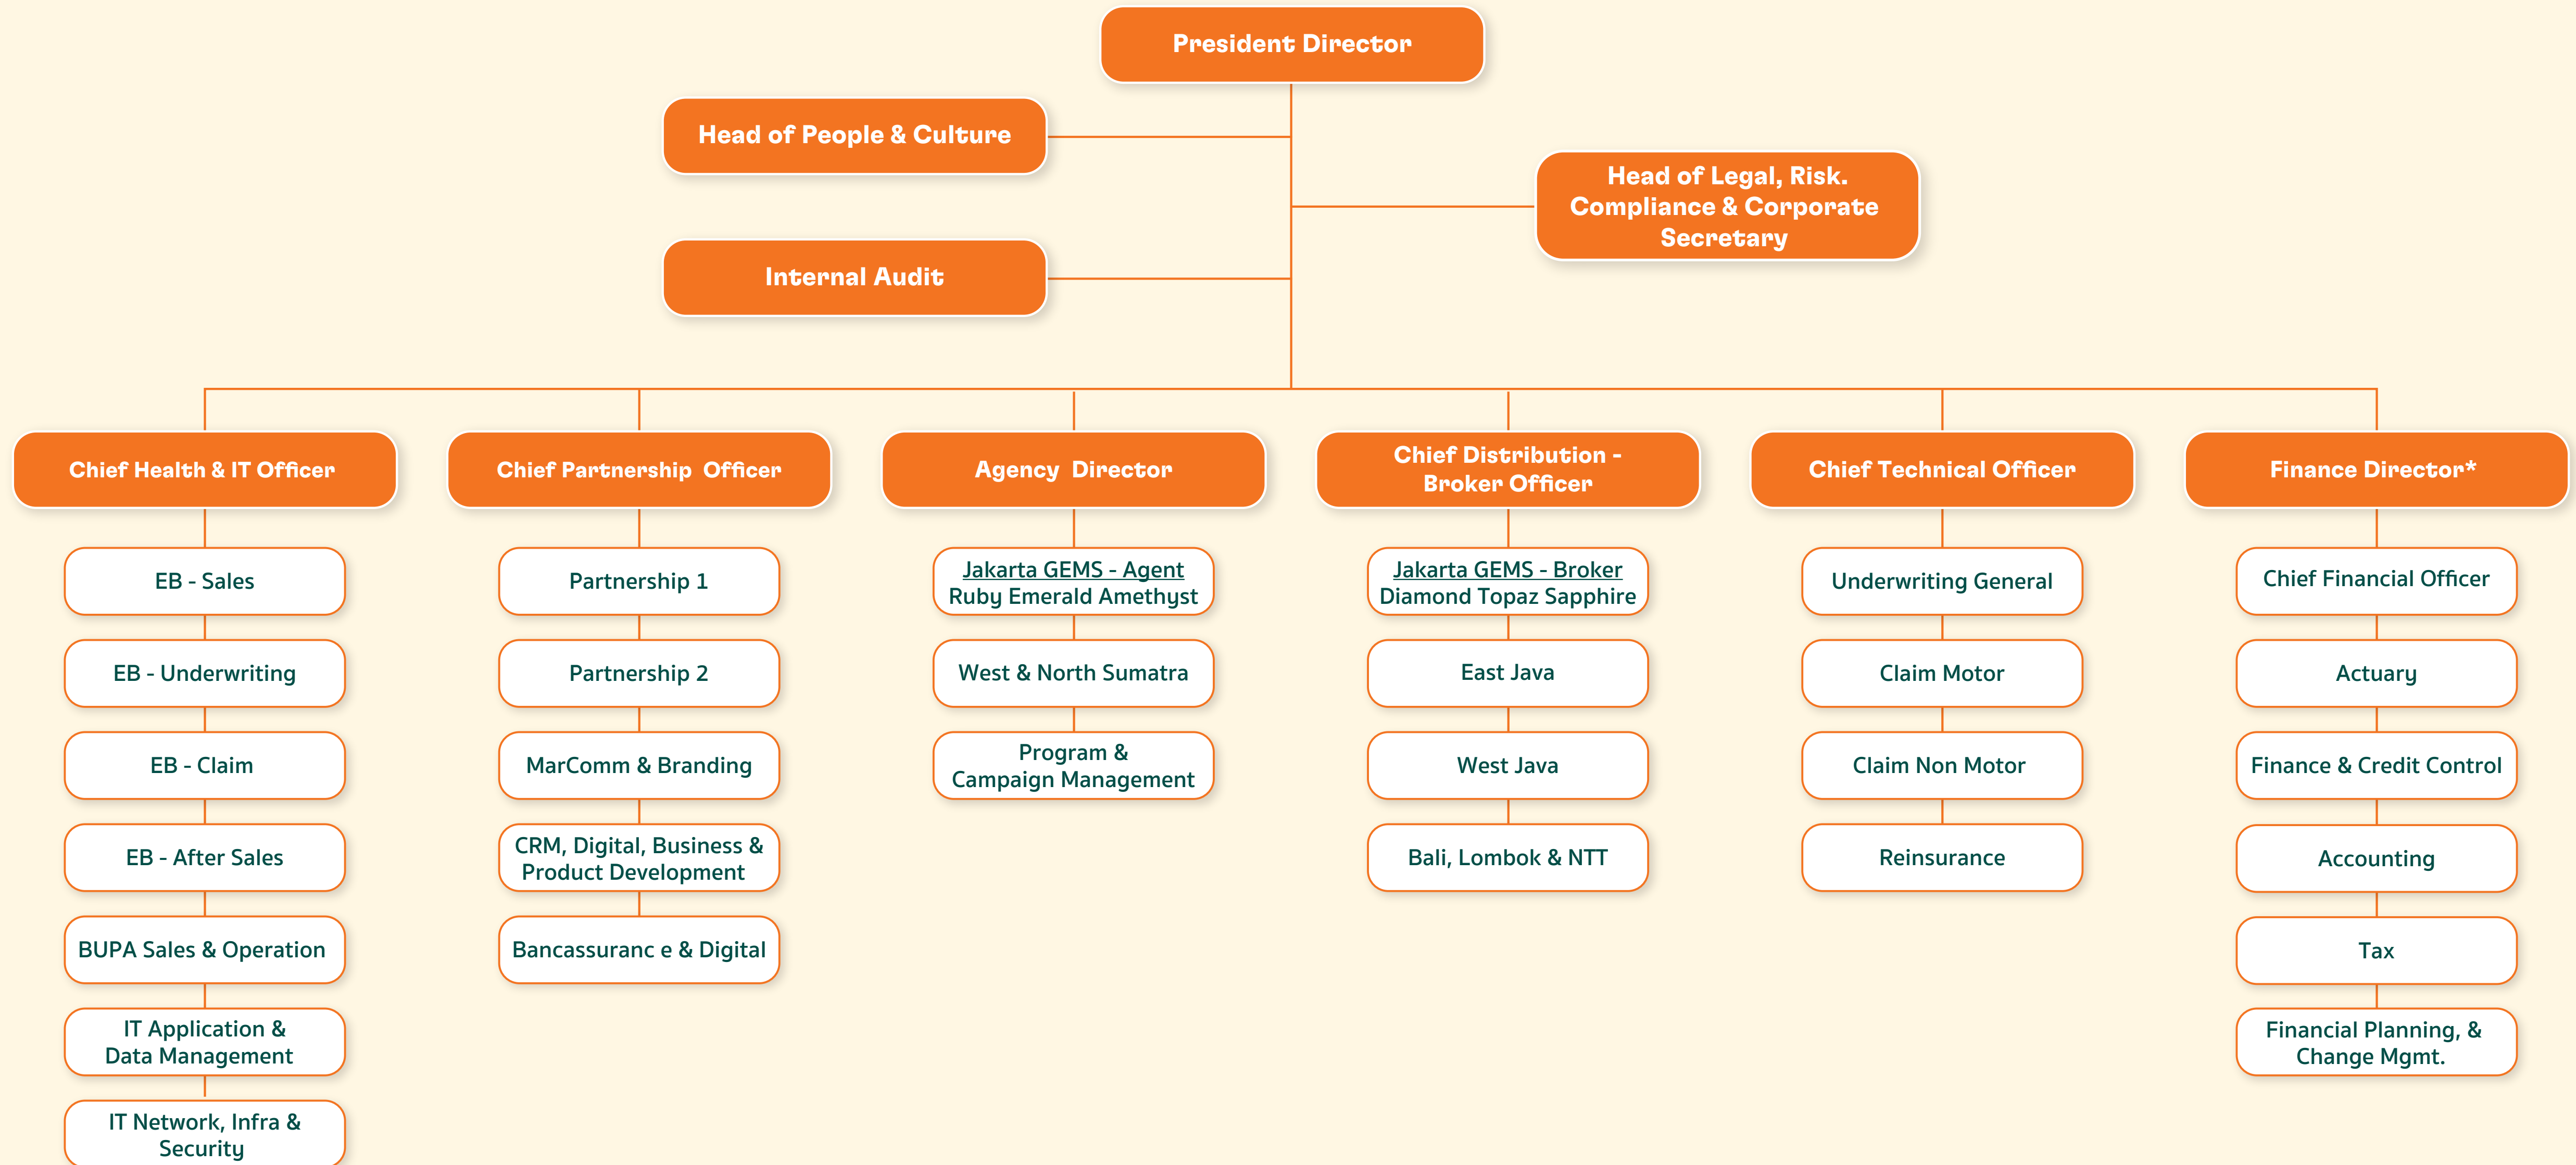 President Director
Head of People & Culture
Head of Legal, Risk.
Compliance & Corporate
Secretary
Internal Audit
Chief Health & IT Officer
EB - Sales
EB - Underwriting
EB - Claim
EB - After Sales
BUPA Sales & Operation
IT Application &
Data Management
IT Network, Infra &
Security
Chief Partnership Officer
Partnership 1
Partnership 2
MarComm & Branding
CRM, Digital, Business &
Product Development
Bancassuranc e & Digital
Agency Director
Jakarta GEMS - Agent
Ruby Emerald Amethyst
West & North Sumatra
Program &
Campaign Management
Chief Distribution -
Broker Officer
Jakarta GEMS - Broker
Diamond Topaz Sapphire
East Java
West Java
Bali, Lombok & NTT
Chief Technical Officer
Underwriting General
Claim Motor
Claim Non Motor
Reinsurance
Finance Director*
Chief Financial Officer
Actuary
Finance & Credit Control
Accounting
Tax
Financial Planning, &
Change Mgmt.